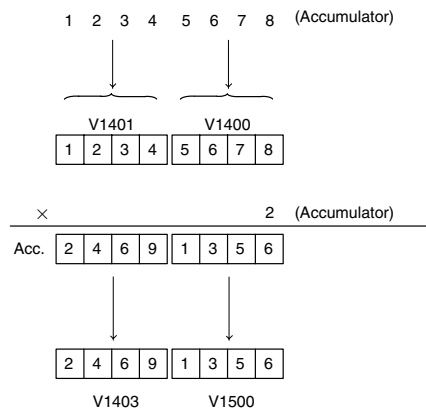 1 2 3 4 5 6 7 8 (Accumulator)
V1401 V1400
1 2 3 4 5 6 7 8
× 2 (Accumulator)
Acc. 2 4 6 9 1 3 5 6
2 4 6 9 1 3 5 6
V1403 V1500